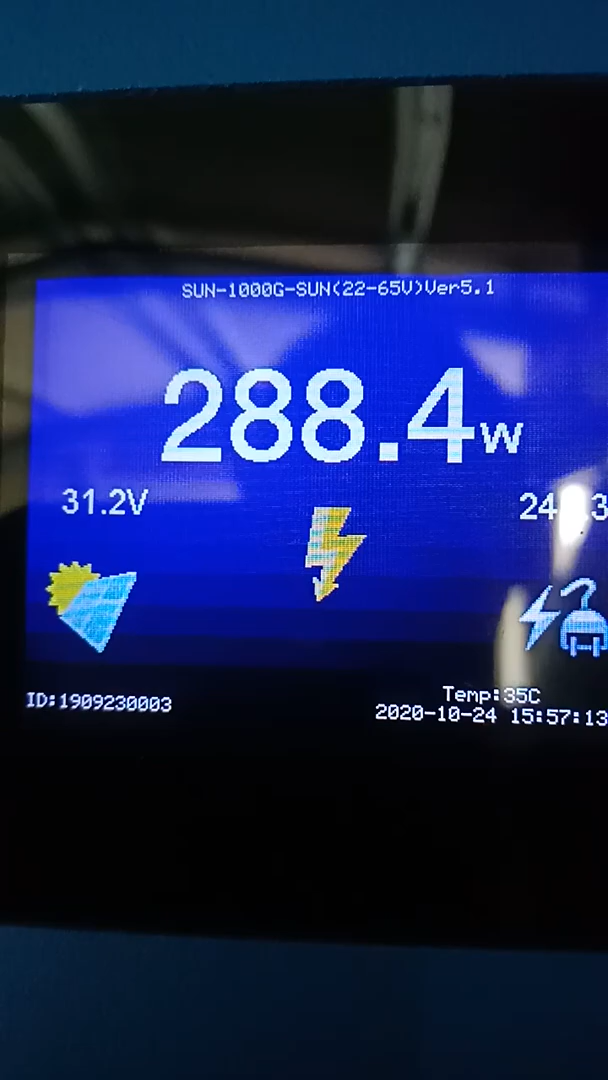 SUN-1000G-SUN(22-65V)Ver5.1
288.4W
31.2V
ID:1909230003
Temp:35C
2020-10-24 15:57:13